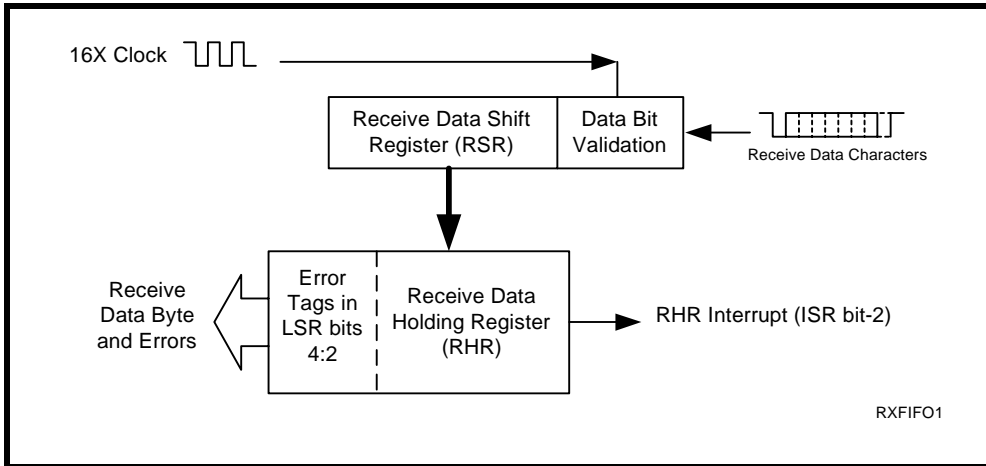 16X Clock
Receive Data Shift
Register (RSR)
Data Bit
Validation
Receive Data Characters
Receive
Data Byte
and Errors
Error
Tags in
LSR bits
4:2
Receive Data
Holding Register
(RHR)
RHR Interrupt (ISR bit-2)
RXFIFO1